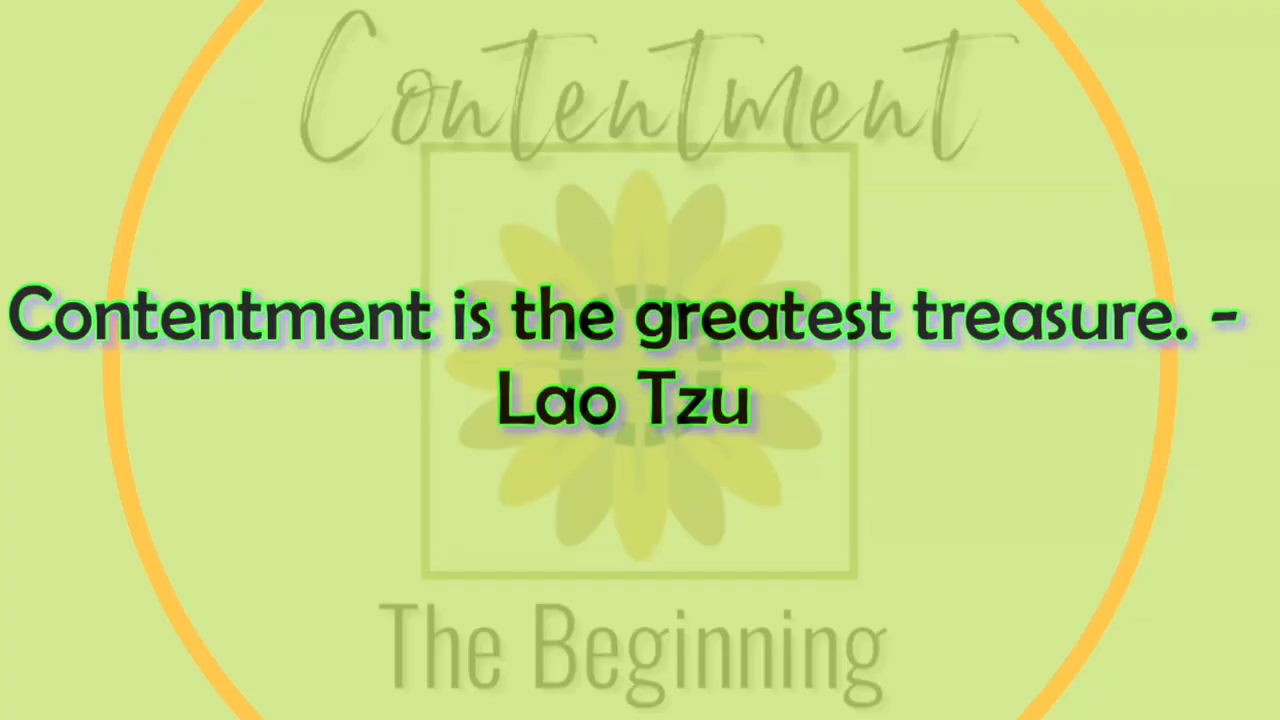 Contentment
Contentment is the greatest treasure. -
Lao Tzu
The Beginning